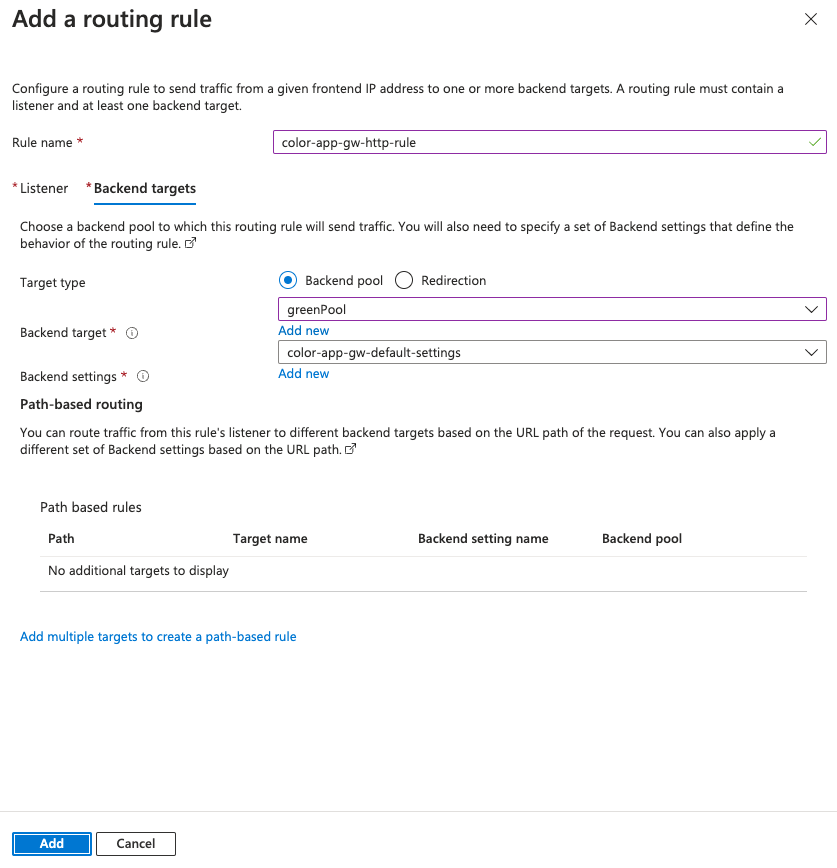 Add a routing rule
Configure a routing rule to send traffic from a given frontend IP address to one or more backend targets. A routing rule must contain a
listener and at least one backend target.
Rule name *
color-app-gw-http-rule
* Listener
* Backend targets
Choose a backend pool to which this routing rule will send traffic. You will also need to specify a set of Backend settings that define the
behavior of the routing rule.
Target type
Backend pool
Redirection
greenPool
Backend target *
Add new
color-app-gw-default-settings
Backend settings *
Add new
Path-based routing
You can route traffic from this rule's listener to different backend targets based on the URL path of the request. You can also apply a
different set of Backend settings based on the URL path.
Path based rules
Path Target name Backend setting name Backend pool
No additional targets to display
Add multiple targets to create a path-based rule
Add
Cancel